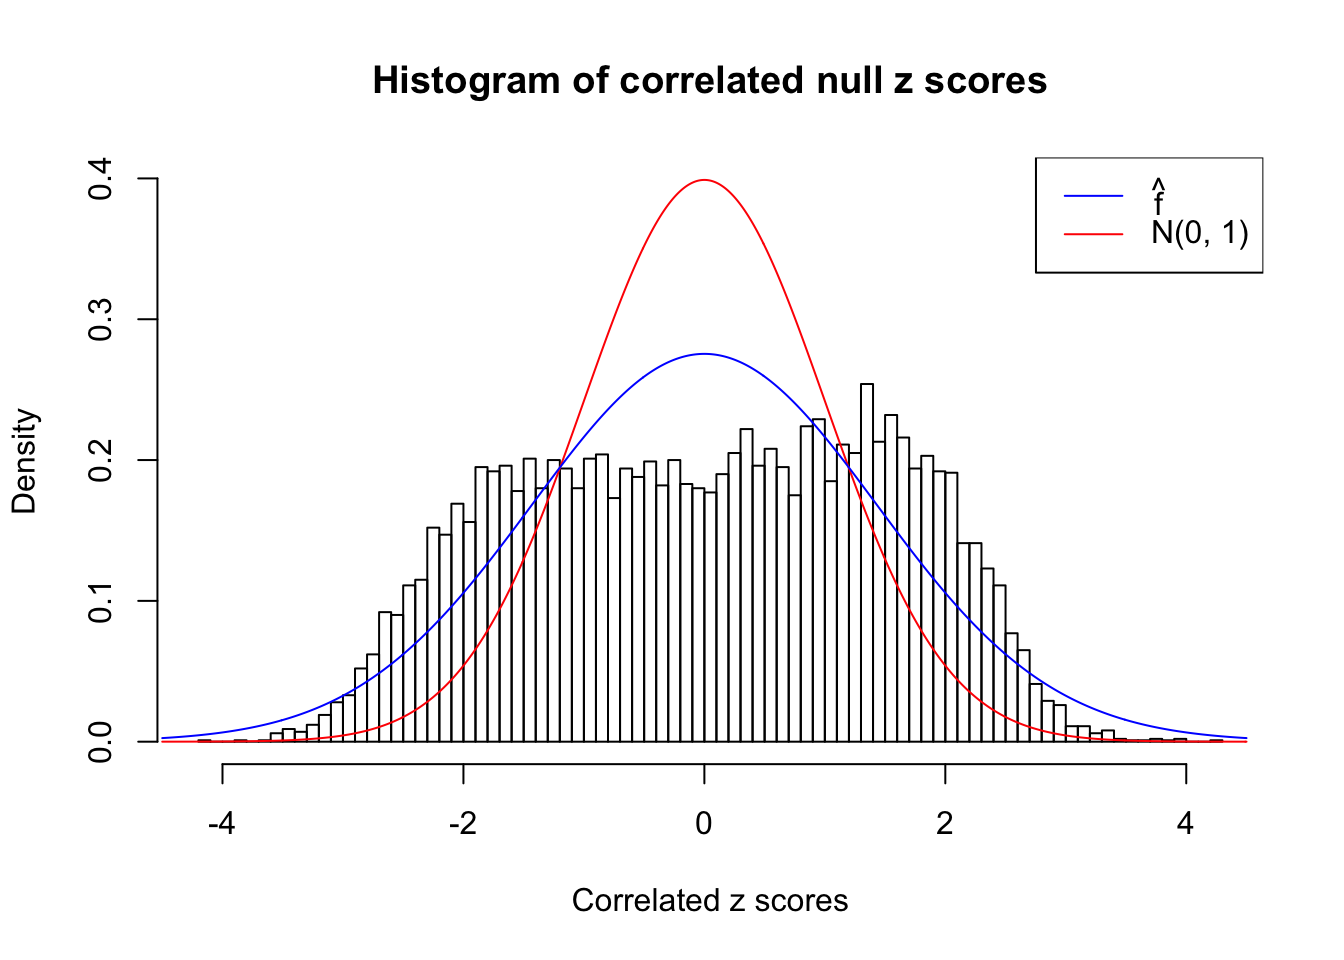 Histogram of correlated null z scores
f̂
N(0, 1)
Density
0.4
0.3
0.2
0.1
0.0
-4 -2 0 2 4
Correlated z scores